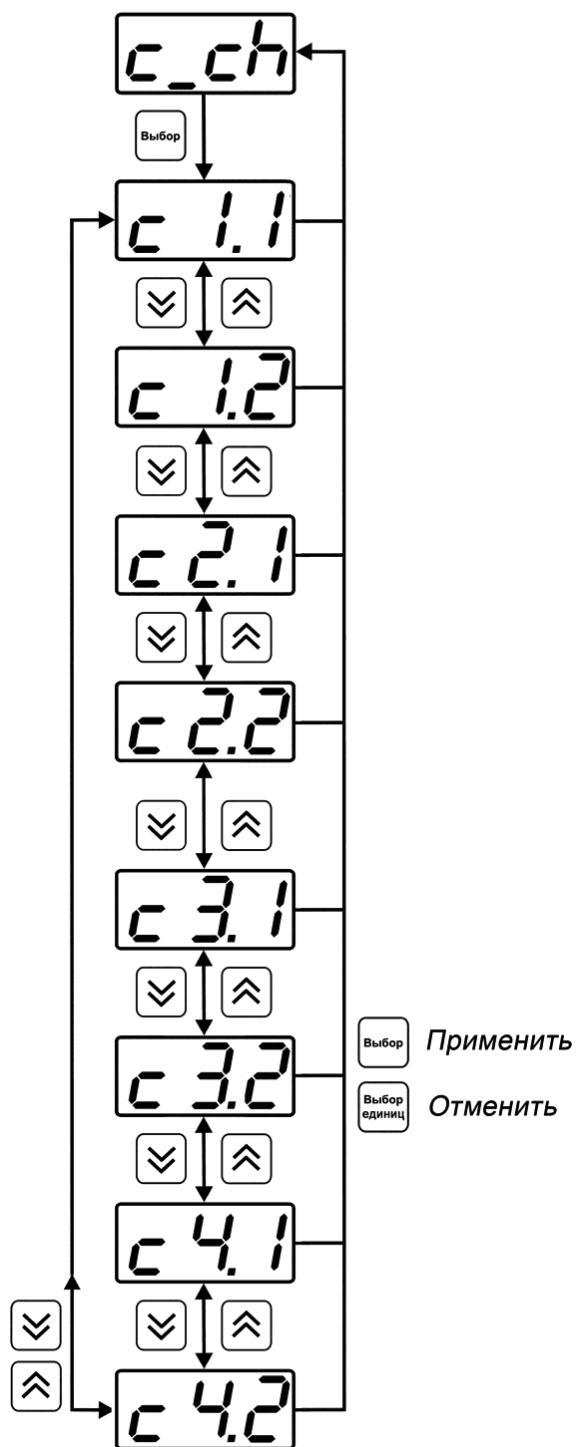 c_ch
Выбор
c 1.1
c 1.2
c 2.1
c 2.2
c 3.1
c 3.2
Выбор Применить
Выбор единиц Отменить
c 4.1
c 4.2